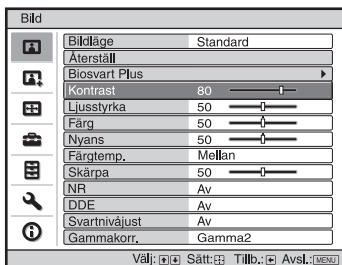 Bild
Bildläge Standard
Återställ
Biosvart Plus
Kontrast 80
Ljusstyrka 50
Färg 50
Nyans 50
Färgtemp. Mellan
Skärpa 50
NR Av
DDE Av
Svartnivåjust Av
Gammakorr. Gamma2
Välj: Sätt: Tillb.: Avsl.: MENU